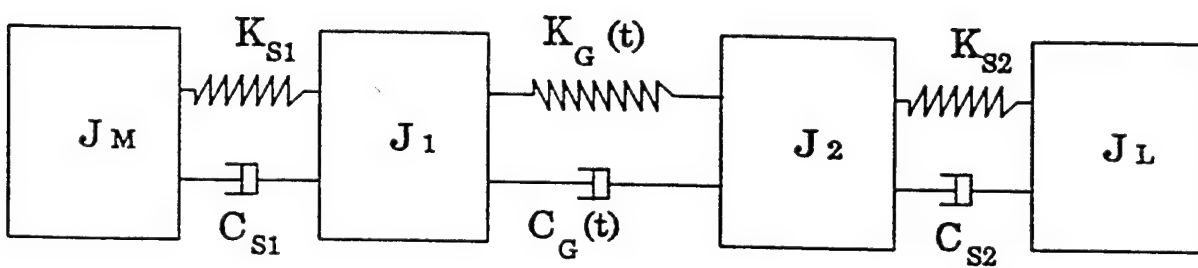 K_S1 K_G (t) K_S2
J_M J_1 J_2 J_L
C_S1 C_G (t) C_S2